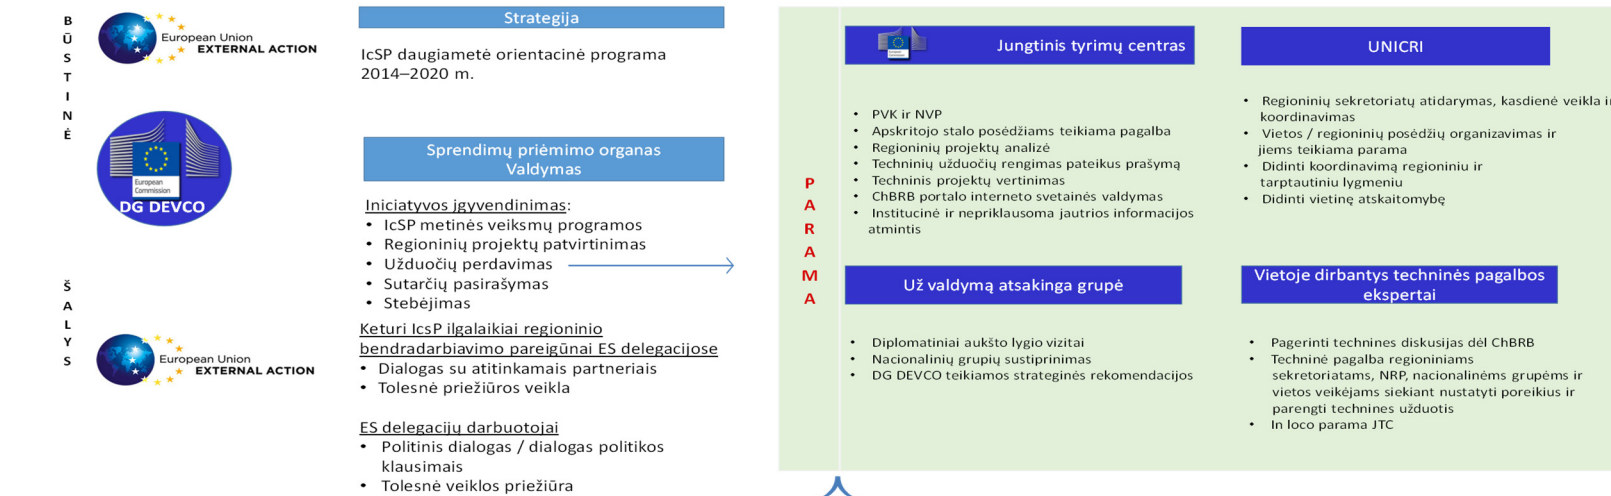 BŪSTINĖ
European Union
EXTERNAL ACTION
European
Commission
DG DEVCO
ŠALYS
European Union
EXTERNAL ACTION
Strategija
IcSP daugiametė orientacinė programa
2014–2020 m.
Sprendimų priėmimo organas
Valdymas
Iniciatyvos įgyvendinimas:
• IcSP metinės veiksmų programos
• Regioninių projektų patvirtinimas
• Užduočių perdavimas
• Sutarčių pasirašymas
• Stebėjimas
Keturi IcsP ilgalaikiai regioninio
bendradarbiavimo pareigūnai ES delegacijose
• Dialogas su atitinkamais partneriais
• Tolesnė priežiūros veikla
ES delegacijų darbuotojai
• Politinis dialogas / dialogas politikos
klausimais
• Tolesnė veiklos priežiūra
PARAMA
Jungtinis tyrimų centras
• PVK ir NVP
• Apskritojo stalo posėdžiams teikiama pagalba
• Regioninių projektų analizė
• Techninių užduočių rengimas pateikus prašymą
• Techninis projektų vertinimas
• ChBRB portalo interneto svetainės valdymas
• Institucinė ir nepriklausoma jautrios informacijos
atmintis
UNICRI
• Regioninių sekretoriatų atidarymas, kasdienė veikla ir
koordinavimas
• Vietos / regioninių posėdžių organizavimas ir
jiems teikiama parama
• Didinti koordinavimą regioniniu ir
tarptautiniu lygmeniu
• Didinti vietinę atskaitomybę
Už valdymą atsakinga grupė
• Diplomatiniai aukšto lygio vizitai
• Nacionalinių grupių sustiprinimas
• DG DEVCO teikiamos strateginės rekomendacijos
Vietoje dirbantys techninės pagalbos
ekspertai
• Pagerinti technines diskusijas dėl ChBRB
• Techninė pagalba regioniniams
sekretoriatams, NRP, nacionalinėms grupėms ir
vietos veikėjams siekiant nustatyti poreikius ir
parengti technines užduotis
• In loco parama JTC